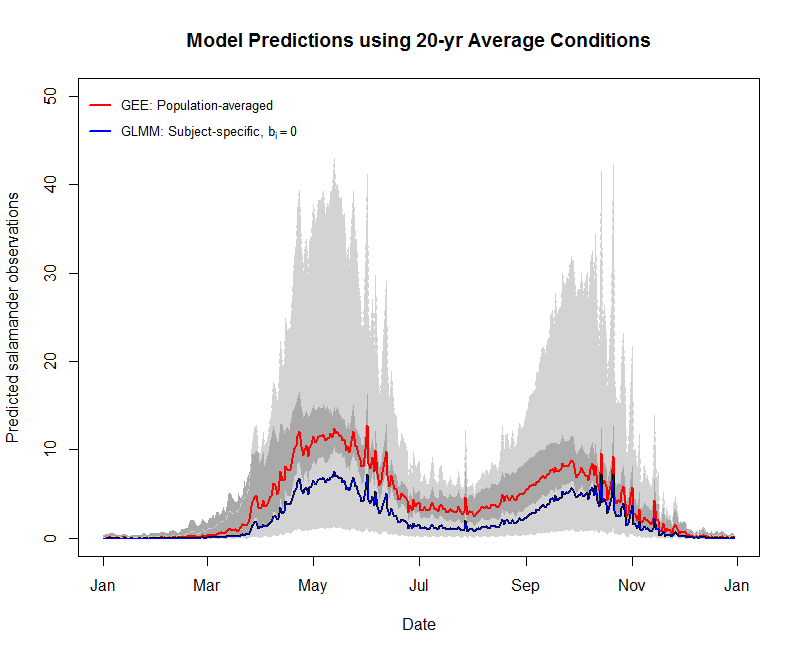 Model Predictions using 20-yr Average Conditions
GEE: Population-averaged
GLMM: Subject-specific, bᵢ = 0
Predicted salamander observations
50
40
30
20
10
0
Jan Mar May Jul Sep Nov Jan
Date